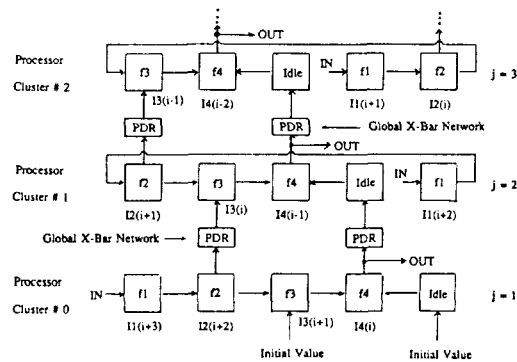 OUT
Processor
Cluster # 2
f3
f4
Idle
IN
f1
f2
j = 3
I3(i-1)
I4(i-2)
I1(i+1)
I2(i)
PDR
PDR
Global X-Bar Network
OUT
Processor
Cluster # 1
f2
f3
f4
Idle
IN
f1
j = 2
I2(i+1)
I3(i)
I4(i-1)
I1(i+2)
Global X-Bar Network
PDR
PDR
OUT
Processor
Cluster # 0
IN
f1
f2
f3
f4
Idle
j = 1
I1(i+3)
I2(i+2)
I3(i+1)
I4(i)
Initial Value
Initial Value